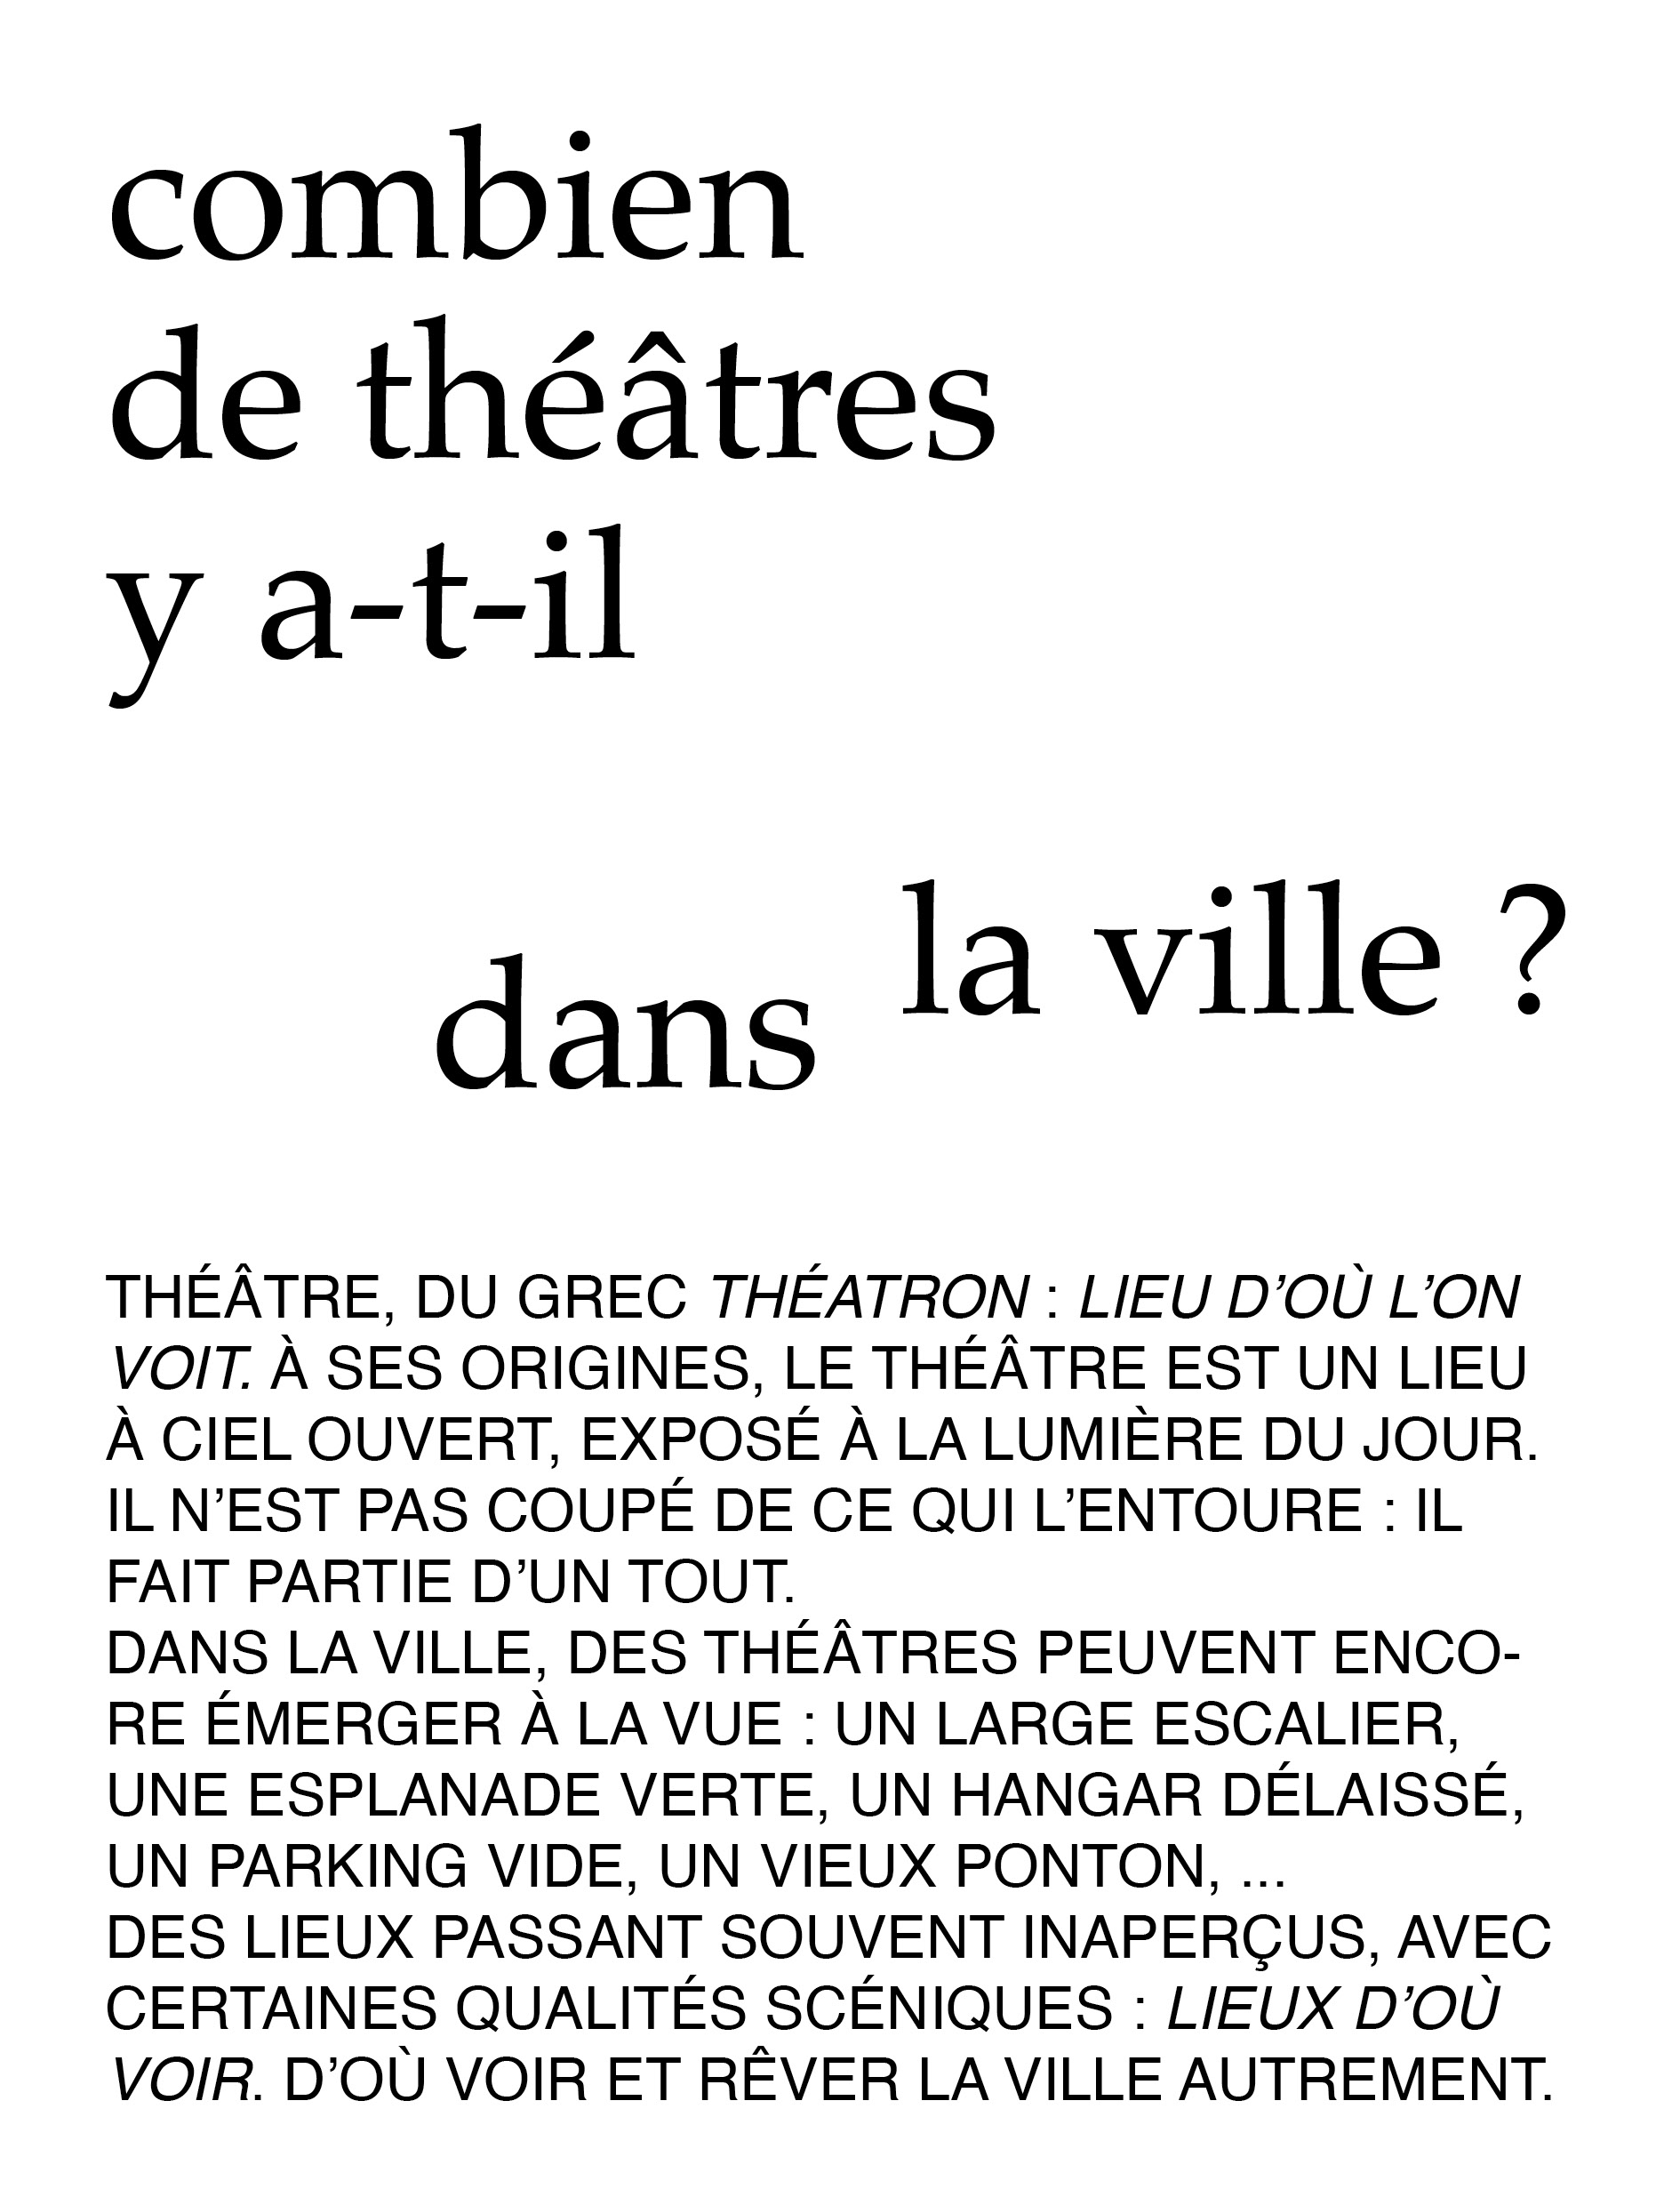 combien
de théâtres
y a-t-il
dans la ville ?
THÉÂTRE, DU GREC THÉATRON : LIEU D’OÙ L’ON
VOIT. À SES ORIGINES, LE THÉÂTRE EST UN LIEU
À CIEL OUVERT, EXPOSÉ À LA LUMIÈRE DU JOUR.
IL N’EST PAS COUPÉ DE CE QUI L’ENTOURE : IL
FAIT PARTIE D’UN TOUT.
DANS LA VILLE, DES THÉÂTRES PEUVENT ENCO-
RE ÉMERGER À LA VUE : UN LARGE ESCALIER,
UNE ESPLANADE VERTE, UN HANGAR DÉLAISSÉ,
UN PARKING VIDE, UN VIEUX PONTON, ...
DES LIEUX PASSANT SOUVENT INAPERÇUS, AVEC
CERTAINES QUALITÉS SCÉNIQUES : LIEUX D’OÙ
VOIR. D’OÙ VOIR ET RÊVER LA VILLE AUTREMENT.